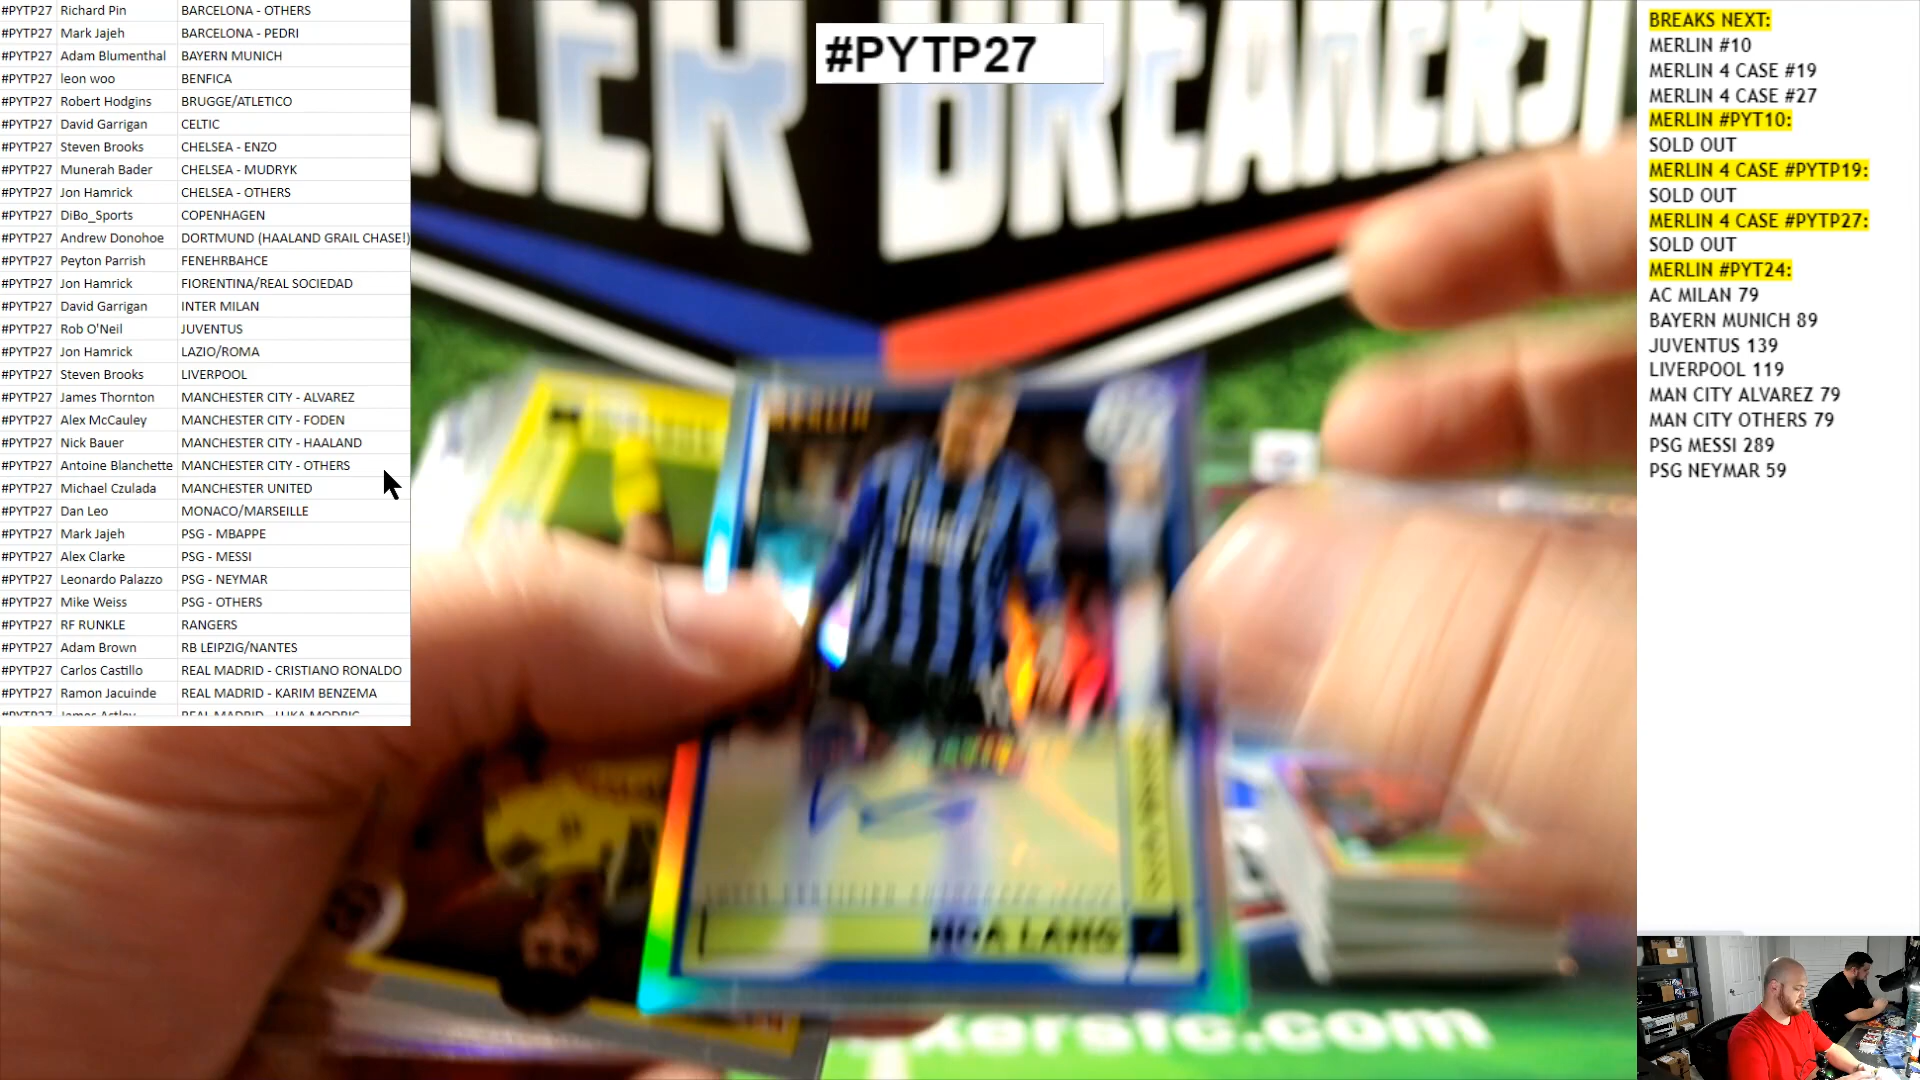 #PYTP27 Richard Pin BARCELONA - OTHERS
#PYTP27 Mark Jajeh BARCELONA - PEDRI
#PYTP27 Adam Blumenthal BAYERN MUNICH
#PYTP27 leon woo BENFICA
#PYTP27 Robert Hodgins BRUGGE/ATLETICO
#PYTP27 David Garrigan CELTIC
#PYTP27 Steven Brooks CHELSEA - ENZO
#PYTP27 Munerah Bader CHELSEA - MUDRYK
#PYTP27 Jon Hamrick CHELSEA - OTHERS
#PYTP27 DiBo_Sports COPENHAGEN
#PYTP27 Andrew Donohoe DORTMUND (HAALAND GRAIL CHASE!)
#PYTP27 Peyton Parrish FENEHRBAHCE
#PYTP27 Jon Hamrick FIORENTINA/REAL SOCIEDAD
#PYTP27 David Garrigan INTER MILAN
#PYTP27 Rob O'Neil JUVENTUS
#PYTP27 Jon Hamrick LAZIO/ROMA
#PYTP27 Steven Brooks LIVERPOOL
#PYTP27 James Thornton MANCHESTER CITY - ALVAREZ
#PYTP27 Alex McCauley MANCHESTER CITY - FODEN
#PYTP27 Nick Bauer MANCHESTER CITY - HAALAND
#PYTP27 Antoine Blanchette MANCHESTER CITY - OTHERS
#PYTP27 Michael Czulada MANCHESTER UNITED
#PYTP27 Dan Leo MONACO/MARSEILLE
#PYTP27 Mark Jajeh PSG - MBAPPE
#PYTP27 Alex Clarke PSG - MESSI
#PYTP27 Leonardo Palazzo PSG - NEYMAR
#PYTP27 Mike Weiss PSG - OTHERS
#PYTP27 RF RUNKLE RANGERS
#PYTP27 Adam Brown RB LEIPZIG/NANTES
#PYTP27 Carlos Castillo REAL MADRID - CRISTIANO RONALDO
#PYTP27 Ramon Jacuinde REAL MADRID - KARIM BENZEMA
#PYTP27 James Astley REAL MADRID - LUKA MODRIC
#PYTP27
BREAKERS!
NOA LANG
BREAKS NEXT:
MERLIN #10
MERLIN 4 CASE #19
MERLIN 4 CASE #27
MERLIN #PYT10:
SOLD OUT
MERLIN 4 CASE #PYTP19:
SOLD OUT
MERLIN 4 CASE #PYTP27:
SOLD OUT
MERLIN #PYT24:
AC MILAN 79
BAYERN MUNICH 89
JUVENTUS 139
LIVERPOOL 119
MAN CITY ALVAREZ 79
MAN CITY OTHERS 79
PSG MESSI 289
PSG NEYMAR 59